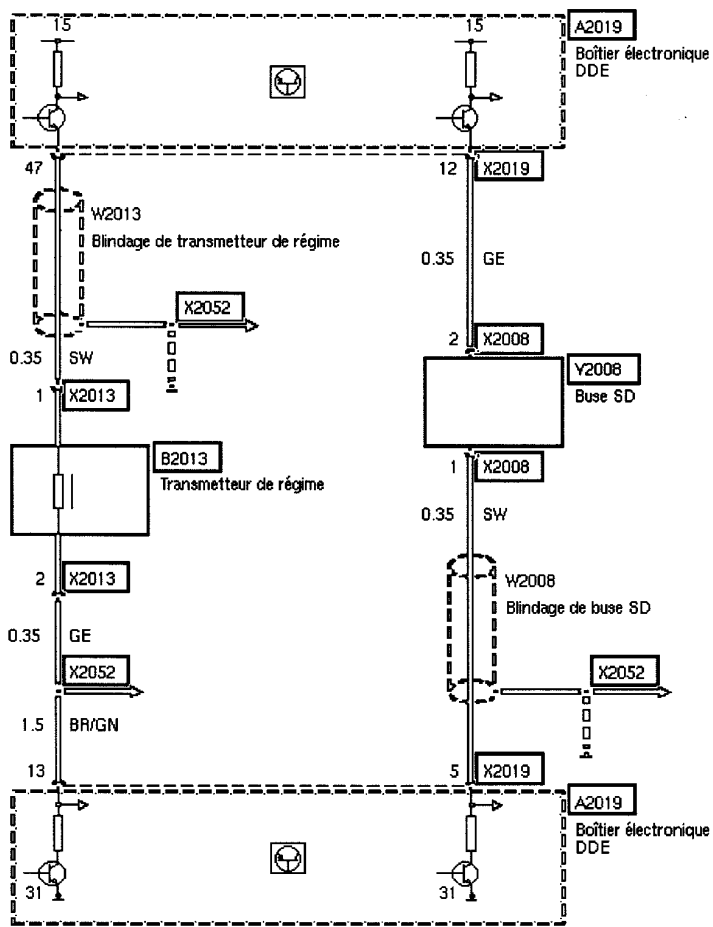 15
15
A2019
Boîtier électronique
DDE
47
12
X2019
W2013
Blindage de transmetteur de régime
0.35
GE
X2052
2
X2008
0.35
SW
Y2008
1
X2013
Buse SD
B2013
1
X2008
Transmetteur de régime
0.35
SW
2
X2013
W2008
Blindage de buse SD
0.35
GE
X2052
X2052
1.5
BR/GN
13
5
X2019
A2019
Boîtier électronique
DDE
31
31